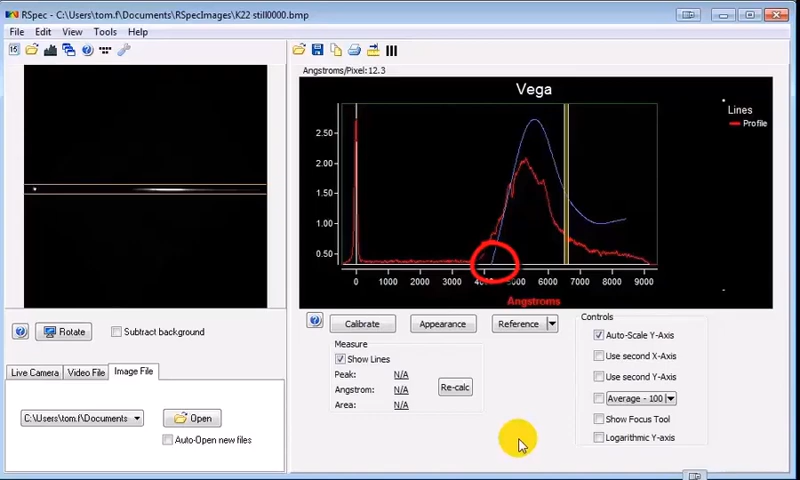 RSpec - C:\Users\tom.f\Documents\RSpecImages\K22 still0000.bmp
File Edit View Tools Help
Angstroms/Pixel: 12.3
Vega
Lines
Profile
2.50
2.00
1.50
1.00
0.50
0 1000 2000 3000 4000 5000 6000 7000 8000 9000
Angstroms
Rotate
Subtract background
Live Camera Video File Image File
C:\Users\tom.f\Documents
Open
Auto-Open new files
Calibrate Appearance Reference
Measure
Show Lines
Peak: N/A
Angstrom: N/A
Area: N/A
Re-calc
Controls
Auto-Scale Y-Axis
Use second X-Axis
Use second Y-Axis
Average - 100
Show Focus Tool
Logarithmic Y-axis